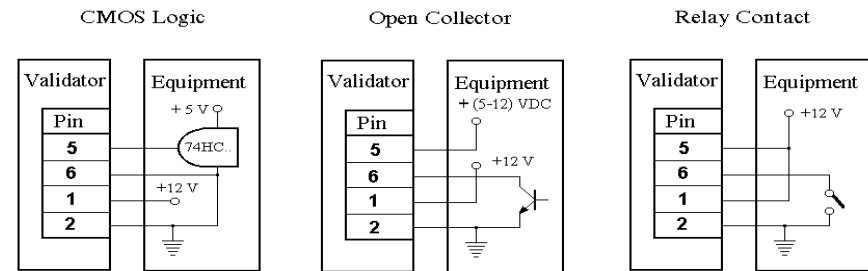 CMOS Logic
Open Collector
Relay Contact
Validator
Equipment
+ 5 V
Pin
5
74HC..
6
1
+12 V
2
Validator
Equipment
+ (5-12) VDC
Pin
5
+12 V
6
1
2
Validator
Equipment
+12 V
Pin
5
6
1
2